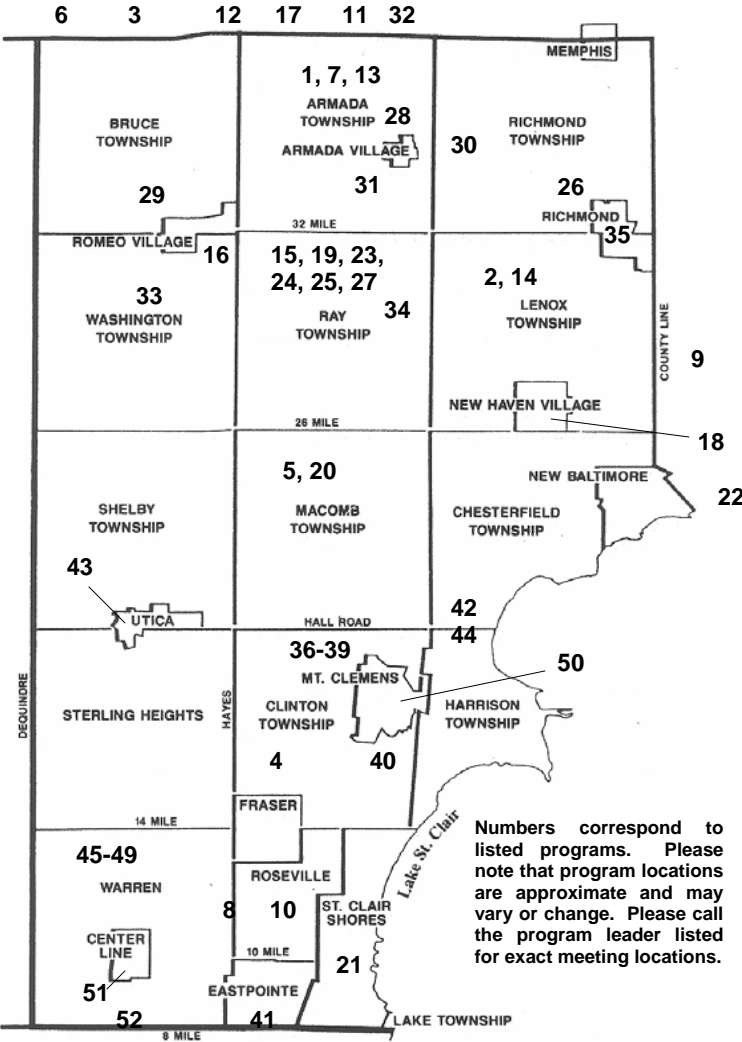 6 3 12 17 11 32
MEMPHIS
1, 7, 13
ARMADA
TOWNSHIP
28
BRUCE
TOWNSHIP
RICHMOND
TOWNSHIP
ARMADA VILLAGE
30
31
29
26
RICHMOND
35
32 MILE
ROMEO VILLAGE
16
15, 19, 23,
24, 25, 27
2, 14
33
WASHINGTON
TOWNSHIP
34
RAY
TOWNSHIP
LENOX
TOWNSHIP
COUNTY LINE
9
NEW HAVEN VILLAGE
26 MILE
18
5, 20
NEW BALTIMORE
22
SHELBY
TOWNSHIP
MACOMB
TOWNSHIP
CHESTERFIELD
TOWNSHIP
43
UTICA
HALL ROAD
42
44
36-39
50
MT. CLEMENS
DEQUINDRE
STERLING HEIGHTS
HAYES
CLINTON
TOWNSHIP
HARRISON
TOWNSHIP
4
40
FRASER
14 MILE
Lake St. Clair
45-49
WARREN
ROSEVILLE
8
10
ST. CLAIR
SHORES
CENTER
LINE
10 MILE
21
51
EASTPOINTE
52
41
LAKE TOWNSHIP
8 MILE
Numbers correspond to
listed programs. Please
note that program locations
are approximate and may
vary or change. Please call
the program leader listed
for exact meeting locations.